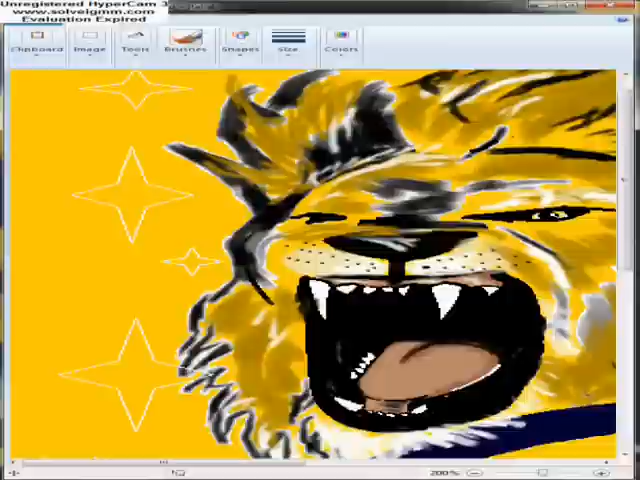 Unregistered HyperCam 3
www.solveigmm.com
Evaluation Expired
Clipboard Image Tools Brushes Shapes Size Colors
200%